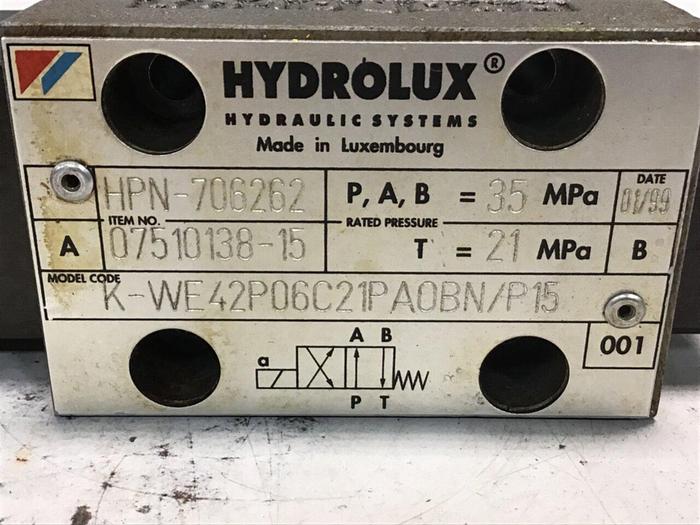 HYDROLUX®
HYDRAULIC SYSTEMS
Made in Luxembourg
HPN-706262
P, A, B = 35 MPa
DATE
01/99
ITEM NO.
RATED PRESSURE
A
07510138-15
T = 21 MPa
B
MODEL CODE
K-WE42P06C21PA0BN/P15
001
A B
a
P T